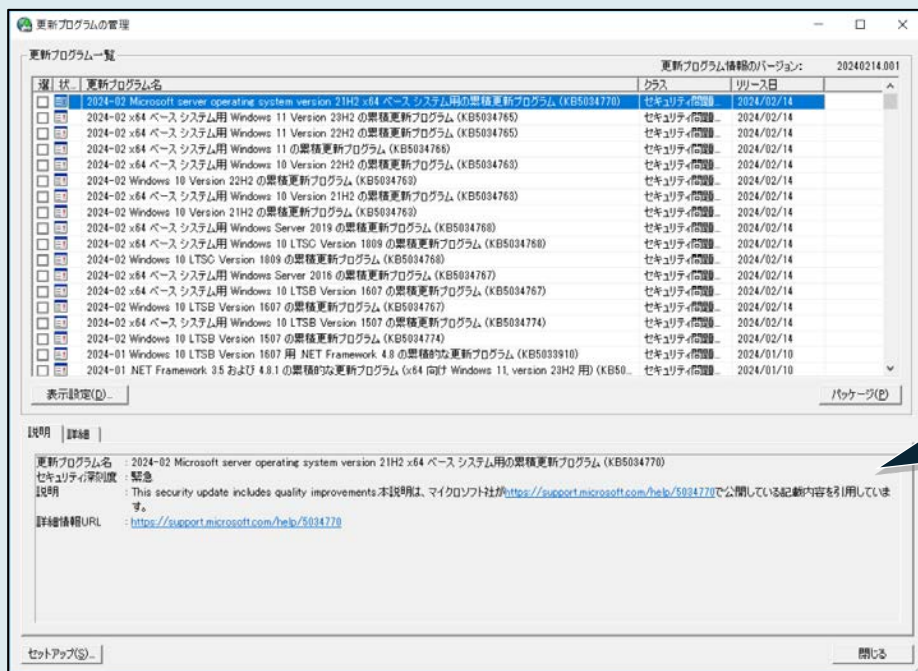 更新プログラムの管理
更新プログラム一覧
更新プログラム情報のバージョン: 20240214.001
選 状... 更新プログラム名 クラス リリース日
2024-02 Microsoft server operating system version 21H2 x64 ベース システム用の累積更新プログラム (KB5034770) セキュリティ問題... 2024/02/14
2024-02 x64 ベース システム用 Windows 11 Version 23H2 の累積更新プログラム (KB5034765) セキュリティ問題... 2024/02/14
2024-02 x64 ベース システム用 Windows 11 Version 22H2 の累積更新プログラム (KB5034765) セキュリティ問題... 2024/02/14
2024-02 x64 ベース システム用 Windows 11 の累積更新プログラム (KB5034766) セキュリティ問題... 2024/02/14
2024-02 x64 ベース システム用 Windows 10 Version 22H2 の累積更新プログラム (KB5034763) セキュリティ問題... 2024/02/14
2024-02 Windows 10 Version 22H2 の累積更新プログラム (KB5034763) セキュリティ問題... 2024/02/14
2024-02 x64 ベース システム用 Windows 10 Version 21H2 の累積更新プログラム (KB5034763) セキュリティ問題... 2024/02/14
2024-02 Windows 10 Version 21H2 の累積更新プログラム (KB5034763) セキュリティ問題... 2024/02/14
2024-02 x64 ベース システム用 Windows Server 2019 の累積更新プログラム (KB5034768) セキュリティ問題... 2024/02/14
2024-02 x64 ベース システム用 Windows 10 LTSC Version 1809 の累積更新プログラム (KB5034768) セキュリティ問題... 2024/02/14
2024-02 Windows 10 LTSC Version 1809 の累積更新プログラム (KB5034768) セキュリティ問題... 2024/02/14
2024-02 x64 ベース システム用 Windows Server 2016 の累積更新プログラム (KB5034767) セキュリティ問題... 2024/02/14
2024-02 x64 ベース システム用 Windows 10 LTSB Version 1607 の累積更新プログラム (KB5034767) セキュリティ問題... 2024/02/14
2024-02 Windows 10 LTSB Version 1607 の累積更新プログラム (KB5034767) セキュリティ問題... 2024/02/14
2024-02 x64 ベース システム用 Windows 10 LTSB Version 1507 の累積更新プログラム (KB5034774) セキュリティ問題... 2024/02/14
2024-02 Windows 10 LTSB Version 1507 の累積更新プログラム (KB5034774) セキュリティ問題... 2024/02/14
2024-01 Windows 10 LTSB Version 1607 用 .NET Framework 4.8 の累積的な更新プログラム (KB5033910) セキュリティ問題... 2024/01/10
2024-01 .NET Framework 3.5 および 4.8.1 の累積的な更新プログラム (x64 向け Windows 11, version 23H2 用) (KB50... セキュリティ問題... 2024/01/10
表示設定(D)... パッケージ(P)
説明 詳細
更新プログラム名 : 2024-02 Microsoft server operating system version 21H2 x64 ベース システム用の累積更新プログラム (KB5034770)
セキュリティ深刻度 : 緊急
説明 : This security update includes quality improvements.本説明は、マイクロソフト社がhttps://support.microsoft.com/help/5034770で公開している記載内容を引用していま
す。
詳細情報URL : https://support.microsoft.com/help/5034770
セットアップ(S)... 閉じる